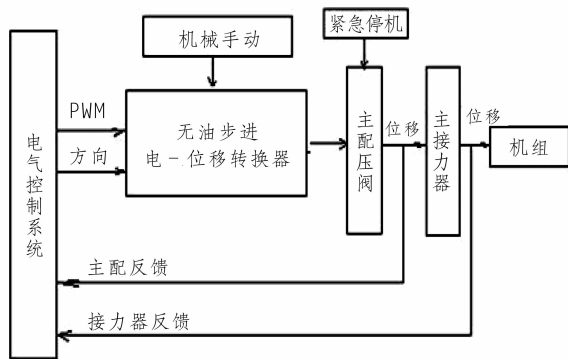 机械手动
紧急停机
电气控制系统
PWM
方向
无油步进
电-位移转换器
主配压阀
位移
主接力器
位移
机组
主配反馈
接力器反馈